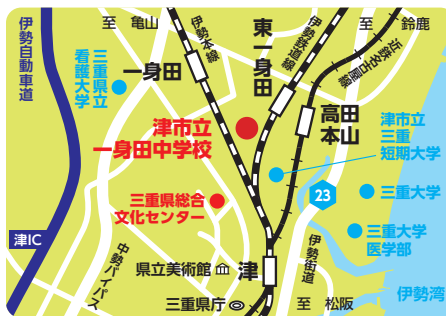 伊勢自動車道
至
亀山
伊勢本線
東一身田
伊勢鉄道線
至
鈴鹿
近鉄名古屋線
三重県立
看護大学
一身田
高田
本山
津市立
一身田中学校
津市立
三重
短期大学
三重県総合
文化センター
23
三重大学
三重大学
医学部
津IC
中勢バイパス
県立美術館
津
伊勢街道
三重県庁
至
松阪
伊勢湾